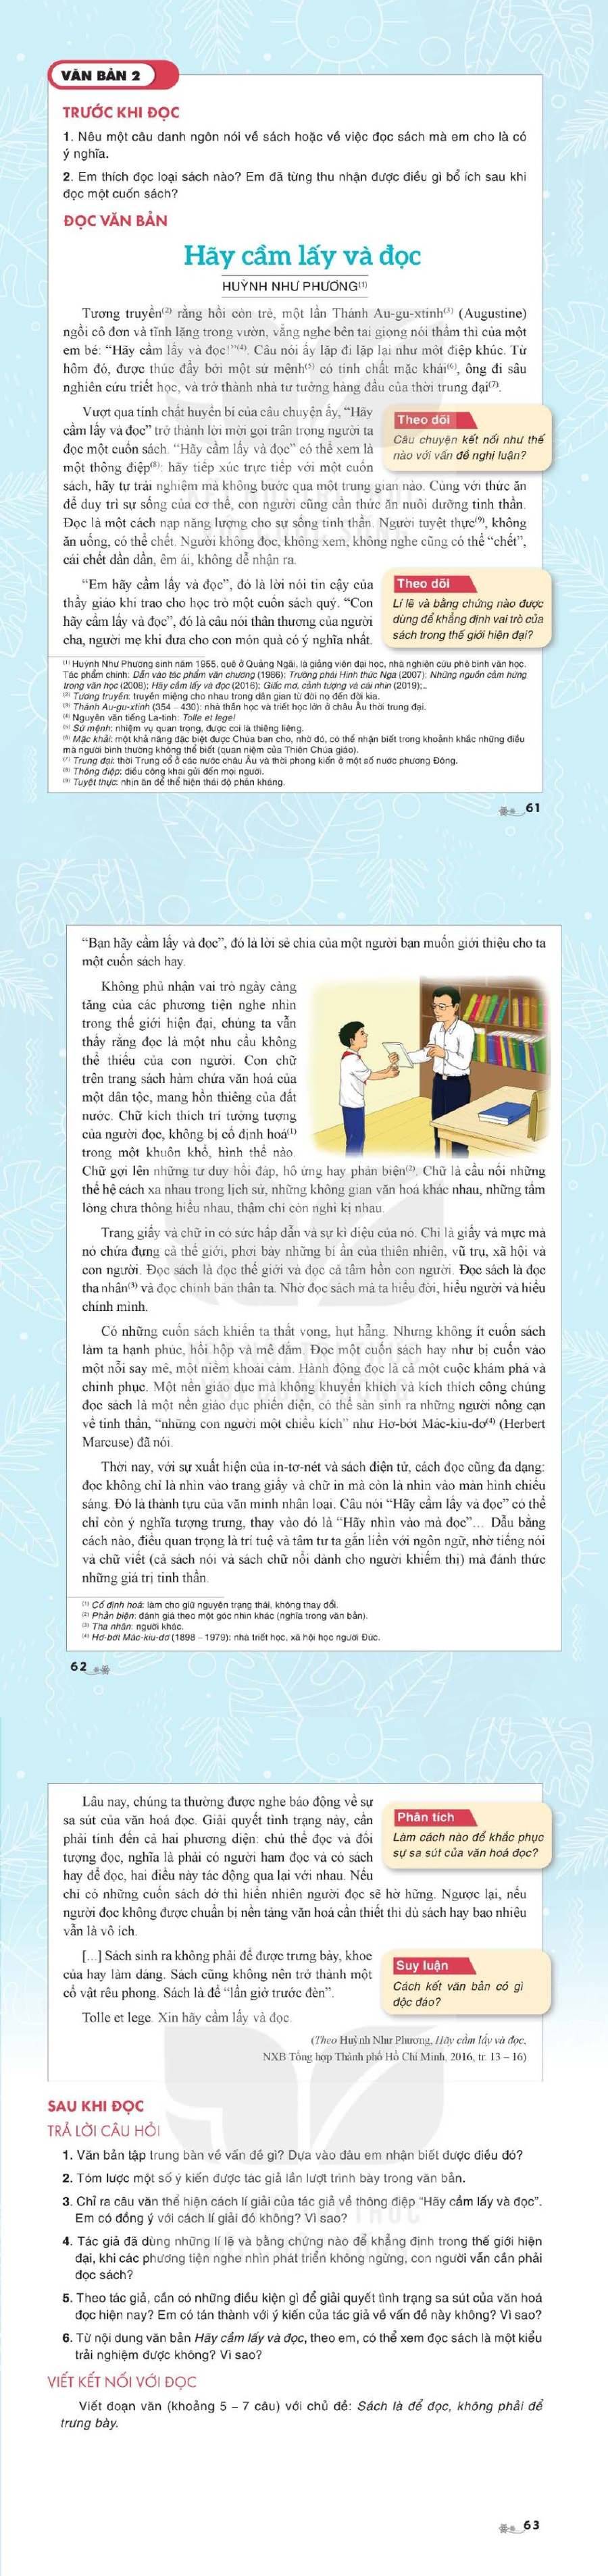 VĂN BẢN 2
TRƯỚC KHI ĐỌC
1. Nêu một câu danh ngôn nói về sách hoặc về việc đọc sách mà em cho là có
ý nghĩa.
2. Em thích đọc loại sách nào? Em đã từng thu nhận được điều gì bổ ích sau khi
đọc một cuốn sách?
ĐỌC VĂN BẢN
Hãy cầm lấy và đọc
HUỲNH NHƯ PHƯƠNG(1)
Tương truyền(2) rằng hồi còn trẻ, một lần Thánh Au-gu-xtinh(3) (Augustine)
ngồi cô đơn và tĩnh lặng trong vườn, vẳng nghe bên tai giọng nói thầm thì của một
em bé: “Hãy cầm lấy và đọc!”(4). Câu nói ấy lặp đi lặp lại như một điệp khúc. Từ
hôm đó, được thúc đẩy bởi một sứ mệnh(5) có tính chất mặc khải(6), ông đi sâu
nghiên cứu triết học, và trở thành nhà tư tưởng hàng đầu của thời trung đại(7).
Vượt qua tính chất huyền bí của câu chuyện ấy, “Hãy
cầm lấy và đọc” trở thành lời mời gọi trân trọng người ta
đọc một cuốn sách. “Hãy cầm lấy và đọc” có thể xem là
một thông điệp(8): hãy tiếp xúc trực tiếp với một cuốn
sách, hãy tự trải nghiệm mà không bước qua một trung gian nào. Cùng với thức ăn
để duy trì sự sống của cơ thể, con người cũng cần thức ăn nuôi dưỡng tinh thần.
Đọc là một cách nạp năng lượng cho sự sống tinh thần. Người tuyệt thực(9), không
ăn uống, có thể chết. Người không đọc, không xem, không nghe cũng có thể “chết”,
cái chết dần dần, êm ái, không dễ nhận ra.
Theo dõi
Câu chuyện kết nối như thế
nào với vấn đề nghị luận?
“Em hãy cầm lấy và đọc”, đó là lời nói tin cậy của
thầy giáo khi trao cho học trò một cuốn sách quý. “Con
hãy cầm lấy và đọc”, đó là câu nói thân thương của người
cha, người mẹ khi đưa cho con món quà có ý nghĩa nhất.
Theo dõi
Lí lẽ và bằng chứng nào được
dùng để khẳng định vai trò của
sách trong thế giới hiện đại?
(1) Huỳnh Như Phương sinh năm 1955, quê ở Quảng Ngãi, là giảng viên đại học, nhà nghiên cứu phê bình văn học.
Tác phẩm chính: Dẫn vào tác phẩm văn chương (1986); Trường phái Hình thức Nga (2007); Những nguồn cảm hứng
trong văn học (2008); Hãy cầm lấy và đọc (2016); Giấc mơ, cảnh tượng và cái nhìn (2019);...
(2) Tương truyền: truyền miệng cho nhau trong dân gian từ đời nọ đến đời kia.
(3) Thánh Au-gu-xtinh (354 – 430): nhà thần học và triết học lớn ở châu Âu thời trung đại.
(4) Nguyên văn tiếng La-tinh: Tolle et lege!
(5) Sứ mệnh: nhiệm vụ quan trọng, được coi là thiêng liêng.
(6) Mặc khải: một khả năng đặc biệt được Chúa ban cho, nhờ đó, có thể nhận biết trong khoảnh khắc những điều
mà người bình thường không thể biết (quan niệm của Thiên Chúa giáo).
(7) Trung đại: thời Trung cổ ở các nước châu Âu và thời phong kiến ở một số nước phương Đông.
(8) Thông điệp: điều công khai gửi đến mọi người.
(9) Tuyệt thực: nhịn ăn để thể hiện thái độ phản kháng.
61
“Bạn hãy cầm lấy và đọc”, đó là lời sẻ chia của một người bạn muốn giới thiệu cho ta
một cuốn sách hay.
Không phủ nhận vai trò ngày càng
tăng của các phương tiện nghe nhìn
trong thế giới hiện đại, chúng ta vẫn
thấy rằng đọc là một nhu cầu không
thể thiếu của con người. Con chữ
trên trang sách hàm chứa văn hoá của
một dân tộc, mang hồn thiêng của đất
nước. Chữ kích thích trí tưởng tượng
của người đọc, không bị cố định hoá(1)
trong một khuôn khổ, hình thể nào.
Chữ gợi lên những tư duy hồi đáp, hô ứng hay phản biện(2). Chữ là cầu nối những
thế hệ cách xa nhau trong lịch sử, những không gian văn hoá khác nhau, những tấm
lòng chưa thông hiểu nhau, thậm chí còn nghi kị nhau.
Trang giấy và chữ in có sức hấp dẫn và sự kì diệu của nó. Chỉ là giấy và mực mà
nó chứa đựng cả thế giới, phơi bày những bí ẩn của thiên nhiên, vũ trụ, xã hội và
con người. Đọc sách là đọc thế giới và đọc cả tâm hồn con người. Đọc sách là đọc
tha nhân(3) và đọc chính bản thân ta. Nhờ đọc sách mà ta hiểu đời, hiểu người và hiểu
chính mình.
Có những cuốn sách khiến ta thất vọng, hụt hẫng. Nhưng không ít cuốn sách
làm ta hạnh phúc, hồi hộp và mê đắm. Đọc một cuốn sách hay như bị cuốn vào
một nỗi say mê, một niềm khoái cảm. Hành động đọc là cả một cuộc khám phá và
chinh phục. Một nền giáo dục mà không khuyến khích và kích thích công chúng
đọc sách là một nền giáo dục phiến diện, có thể sản sinh ra những người nông cạn
về tinh thần, “những con người một chiều kích” như Hơ-bớt Mác-kiu-dơ(4) (Herbert
Marcuse) đã nói.
Thời nay, với sự xuất hiện của in-tơ-nét và sách điện tử, cách đọc cũng đa dạng:
đọc không chỉ là nhìn vào trang giấy và chữ in mà còn là nhìn vào màn hình chiếu
sáng. Đó là thành tựu của văn minh nhân loại. Câu nói “Hãy cầm lấy và đọc” có thể
chỉ còn ý nghĩa tượng trưng, thay vào đó là “Hãy nhìn vào mà đọc”... Dẫu bằng
cách nào, điều quan trọng là trí tuệ và tâm tư ta gắn liền với ngôn ngữ, nhờ tiếng nói
và chữ viết (cả sách nói và sách chữ nổi dành cho người khiếm thị) mà đánh thức
những giá trị tinh thần.
(1) Cố định hoá: làm cho giữ nguyên trạng thái, không thay đổi.
(2) Phản biện: đánh giá theo một góc nhìn khác (nghĩa trong văn bản).
(3) Tha nhân: người khác.
(4) Hơ-bớt Mác-kiu-dơ (1898 – 1979): nhà triết học, xã hội học người Đức.
62
Lâu nay, chúng ta thường được nghe báo động về sự
sa sút của văn hoá đọc. Giải quyết tình trạng này, cần
phải tính đến cả hai phương diện: chủ thể đọc và đối
tượng đọc, nghĩa là phải có người ham đọc và có sách
hay để đọc, hai điều này tác động qua lại với nhau. Nếu
chỉ có những cuốn sách dở thì hiển nhiên người đọc sẽ hờ hững. Ngược lại, nếu
người đọc không được chuẩn bị nền tảng văn hoá cần thiết thì dù sách hay bao nhiêu
vẫn là vô ích.
Phân tích
Làm cách nào để khắc phục
sự sa sút của văn hoá đọc?
[...] Sách sinh ra không phải để được trưng bày, khoe
của hay làm dáng. Sách cũng không nên trở thành một
cổ vật rêu phong. Sách là để “lần giở trước đèn”.
Tolle et lege. Xin hãy cầm lấy và đọc.
Suy luận
Cách kết văn bản có gì
độc đáo?
(Theo Huỳnh Như Phương, Hãy cầm lấy và đọc,
NXB Tổng hợp Thành phố Hồ Chí Minh, 2016, tr. 13 – 16)
SAU KHI ĐỌC
TRẢ LỜI CÂU HỎI
1. Văn bản tập trung bàn về vấn đề gì? Dựa vào đâu em nhận biết được điều đó?
2. Tóm lược một số ý kiến được tác giả lần lượt trình bày trong văn bản.
3. Chỉ ra câu văn thể hiện cách lí giải của tác giả về thông điệp “Hãy cầm lấy và đọc”.
Em có đồng ý với cách lí giải đó không? Vì sao?
4. Tác giả đã dùng những lí lẽ và bằng chứng nào để khẳng định trong thế giới hiện
đại, khi các phương tiện nghe nhìn phát triển không ngừng, con người vẫn cần phải
đọc sách?
5. Theo tác giả, cần có những điều kiện gì để giải quyết tình trạng sa sút của văn hoá
đọc hiện nay? Em có tán thành với ý kiến của tác giả về vấn đề này không? Vì sao?
6. Từ nội dung văn bản Hãy cầm lấy và đọc, theo em, có thể xem đọc sách là một kiểu
trải nghiệm được không? Vì sao?
VIẾT KẾT NỐI VỚI ĐỌC
Viết đoạn văn (khoảng 5 – 7 câu) với chủ đề: Sách là để đọc, không phải để
trưng bày.
63